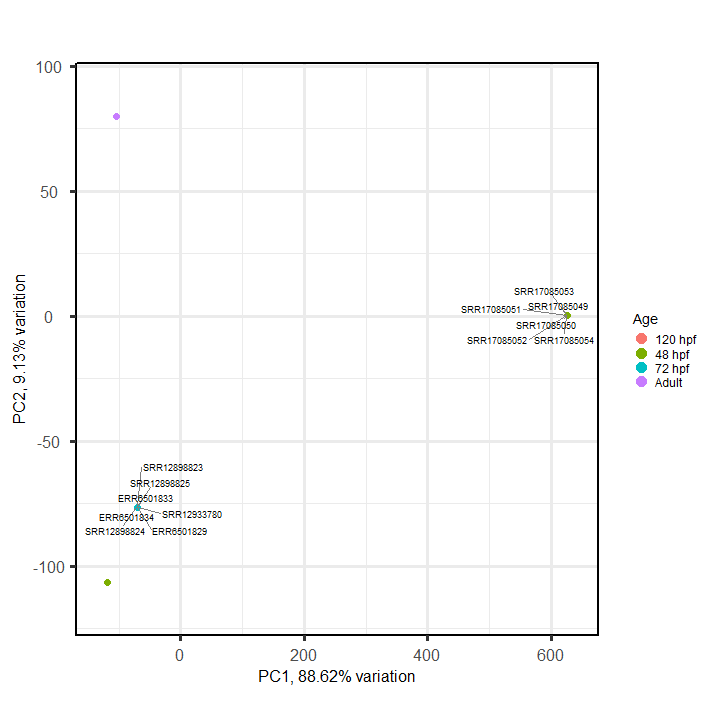 100
50
0
-50
-100
PC2, 9.13% variation
SRR17085053
SRR17085051
SRR17085049
SRR17085050
SRR17085052
SRR17085054
SRR12898823
SRR12898825
ERR6501833
SRR12933780
ERR6501834
SRR12898824
ERR6501829
0
200
400
600
PC1, 88.62% variation
Age
120 hpf
48 hpf
72 hpf
Adult